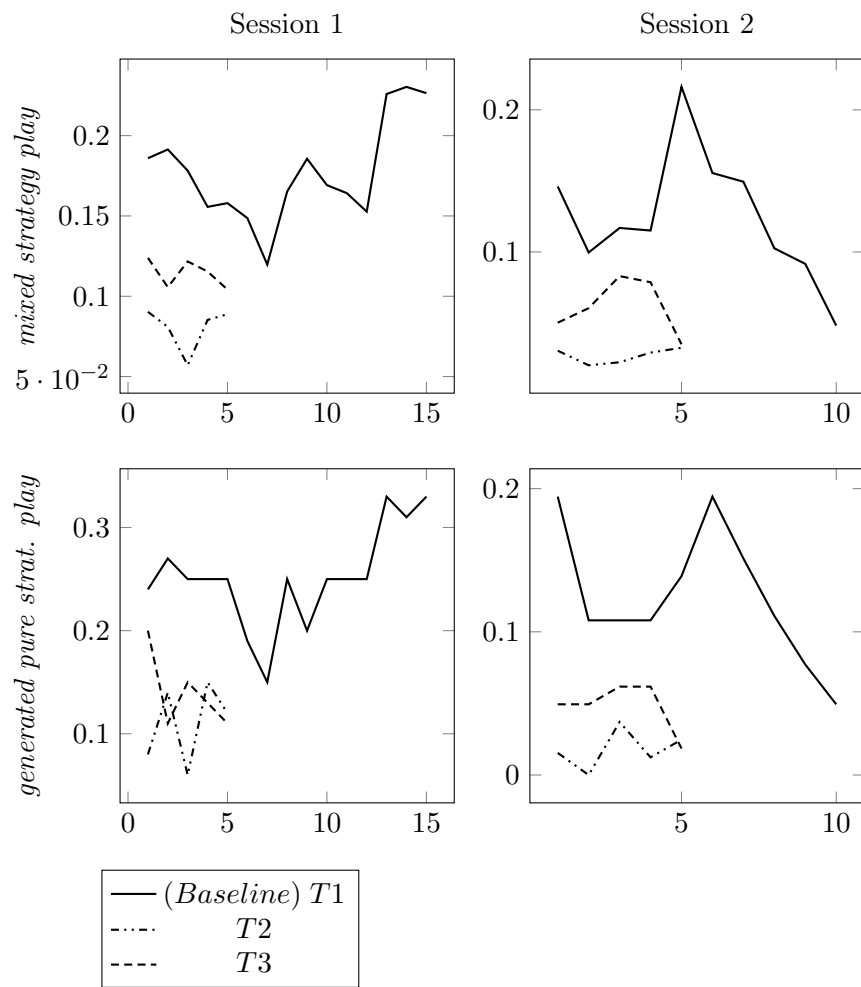 Session 1
Session 2
mixed strategy play
0.2
0.15
0.1
5 · 10⁻²
0 5 10 15
0.2
0.1
5 10
generated pure strat. play
0.3
0.2
0.1
0 5 10 15
0.2
0.1
0
5 10
(Baseline) T1
T2
T3